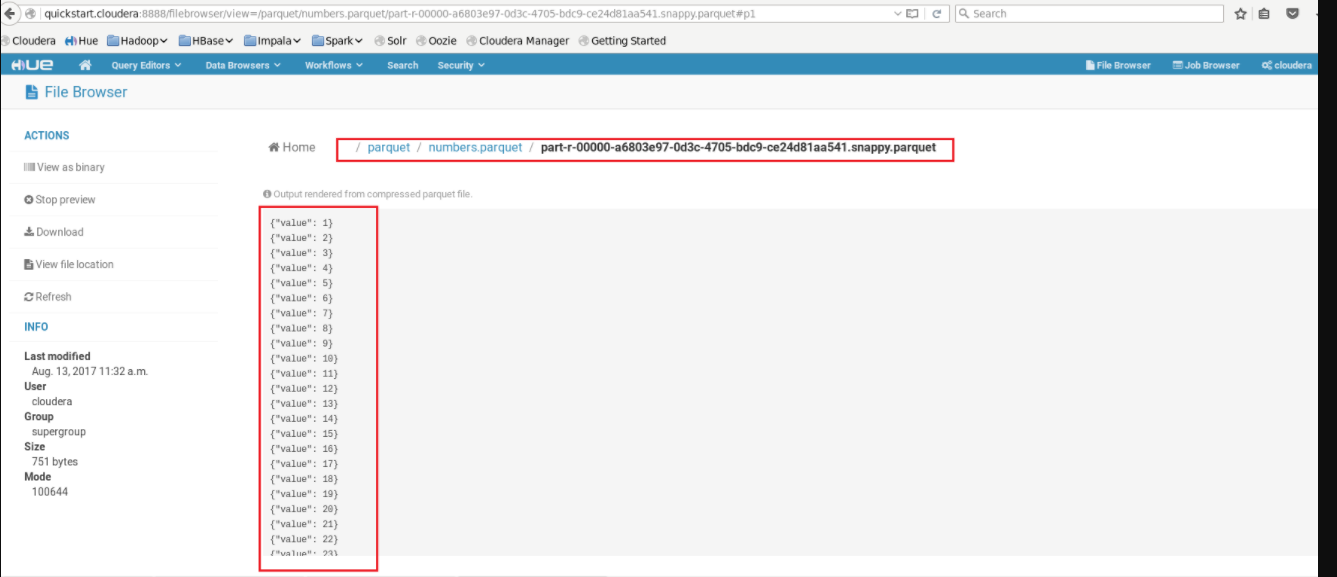 quickstart.cloudera:8888/filebrowser/view=/parquet/numbers.parquet/part-r-00000-a6803e97-0d3c-4705-bdc9-ce24d81aa541.snappy.parquet#p1 Search
Cloudera Hue Hadoop HBase Impala Spark Solr Oozie Cloudera Manager Getting Started
HUE Query Editors Data Browsers Workflows Search Security File Browser Job Browser cloudera
File Browser
ACTIONS
View as binary
Stop preview
Download
View file location
Refresh
INFO
Last modified
Aug. 13, 2017 11:32 a.m.
User
cloudera
Group
supergroup
Size
751 bytes
Mode
100644
Home / parquet / numbers.parquet / part-r-00000-a6803e97-0d3c-4705-bdc9-ce24d81aa541.snappy.parquet
Output rendered from compressed parquet file.
{"value": 1}
{"value": 2}
{"value": 3}
{"value": 4}
{"value": 5}
{"value": 6}
{"value": 7}
{"value": 8}
{"value": 9}
{"value": 10}
{"value": 11}
{"value": 12}
{"value": 13}
{"value": 14}
{"value": 15}
{"value": 16}
{"value": 17}
{"value": 18}
{"value": 19}
{"value": 20}
{"value": 21}
{"value": 22}
{"value": 23}